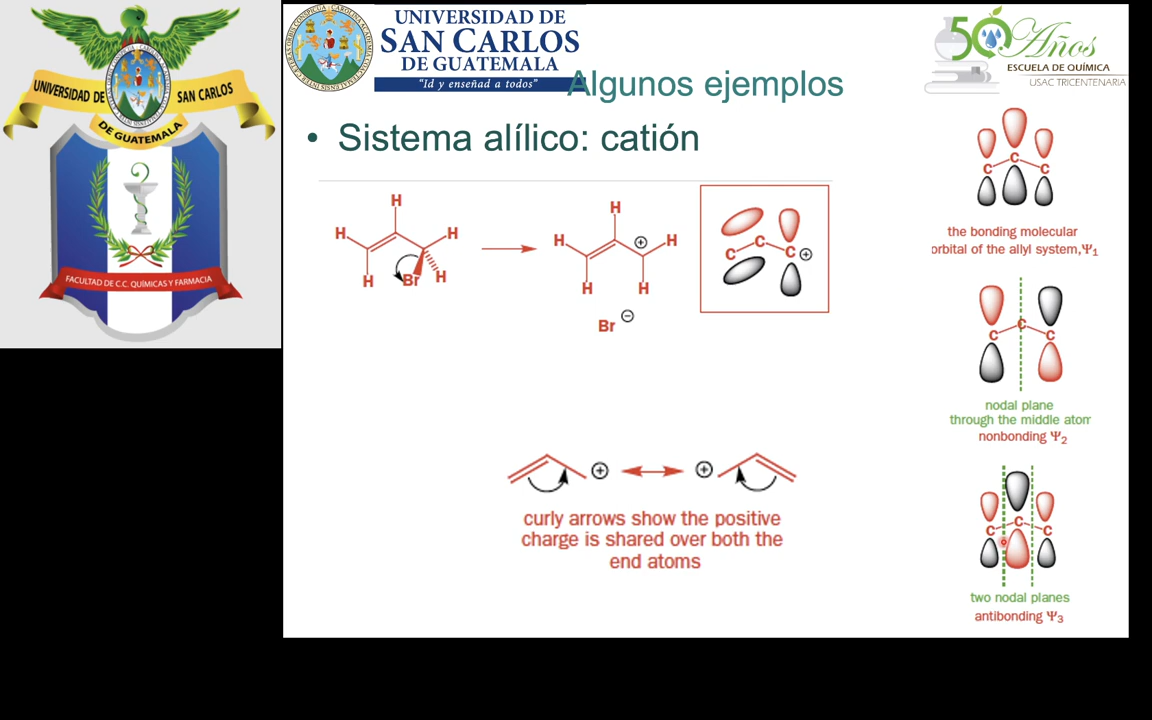 UNIVERSIDAD DE SAN CARLOS
DE GUATEMALA
FACULTAD DE C.C. QUÍMICAS Y FARMACIA
UNIVERSIDAD DE
SAN CARLOS
DE GUATEMALA
"Id y enseñad a todos"
Algunos ejemplos
50 Años
ESCUELA DE QUÍMICA
USAC TRICENTENARIA
• Sistema alílico: catión
H
H H
H Br H
H
H ⊕ H
H H
Br ⊖
C C C ⊕
C C C
the bonding molecular
orbital of the allyl system,Ψ1
C C C
nodal plane
through the middle atom
nonbonding Ψ2
C C C
two nodal planes
antibonding Ψ3
⊕ ⊕
curly arrows show the positive
charge is shared over both the
end atoms